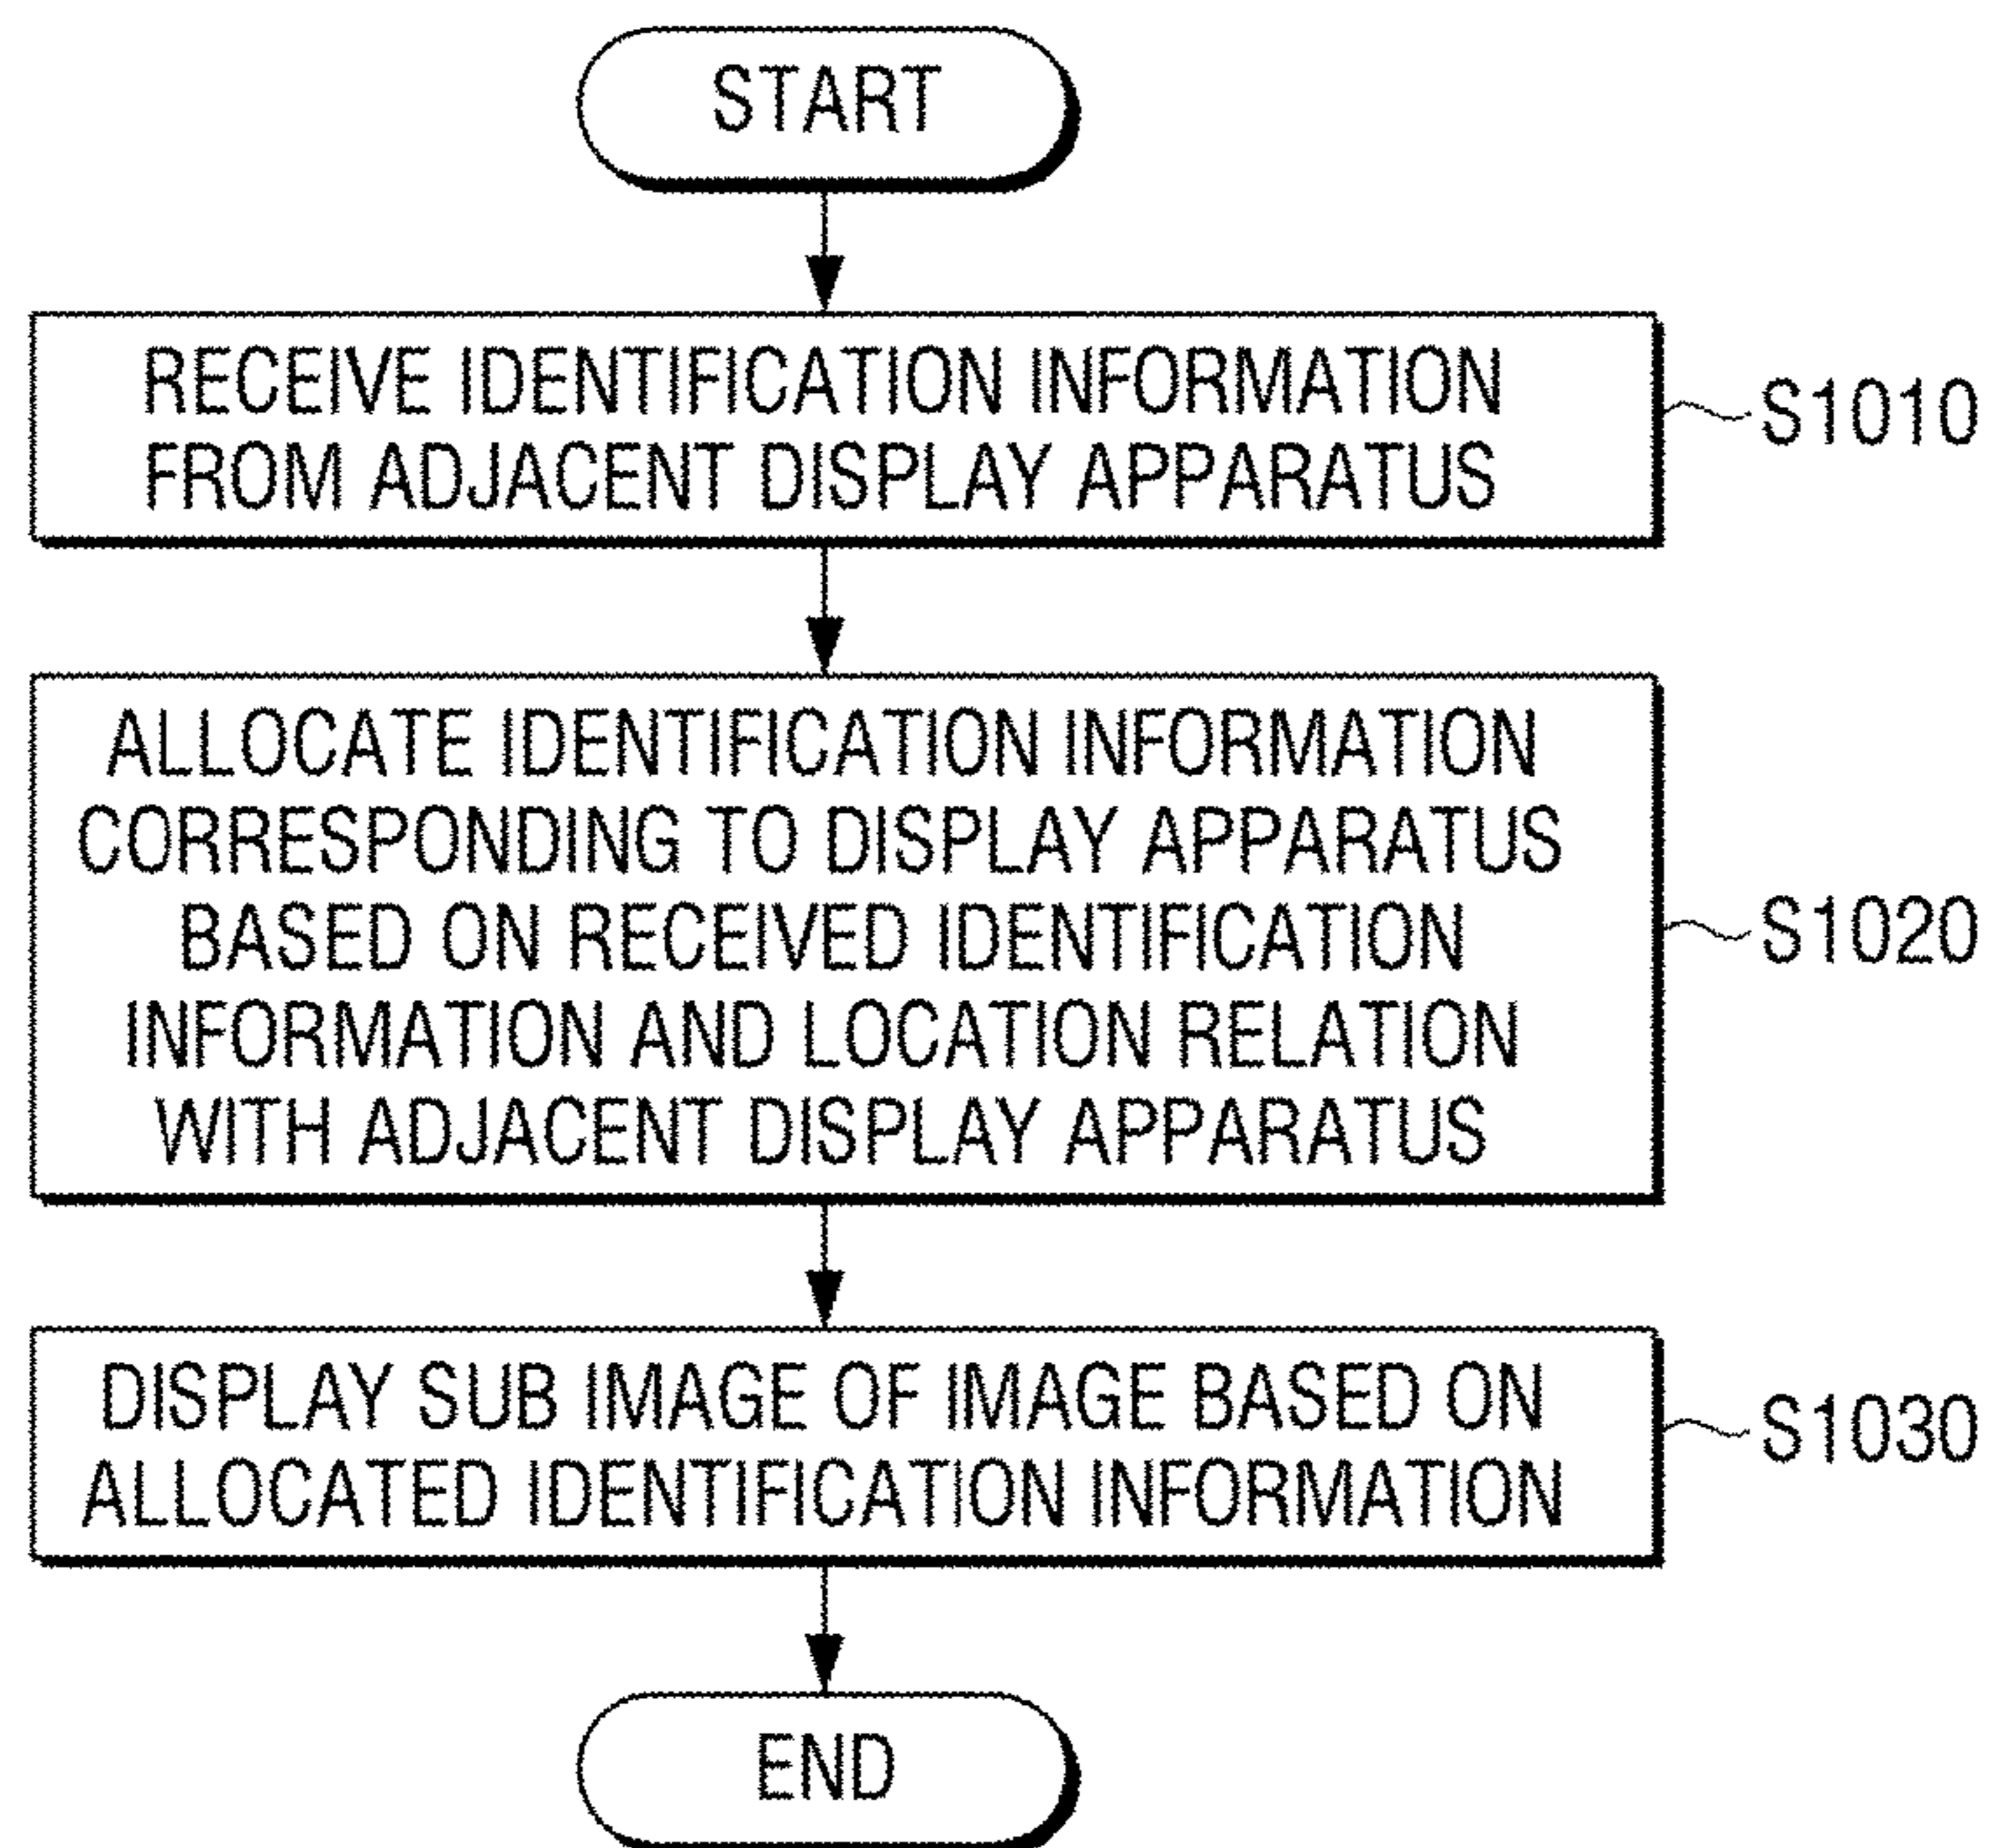 START
RECEIVE IDENTIFICATION INFORMATION
FROM ADJACENT DISPLAY APPARATUS
S1010
ALLOCATE IDENTIFICATION INFORMATION
CORRESPONDING TO DISPLAY APPARATUS
BASED ON RECEIVED IDENTIFICATION
INFORMATION AND LOCATION RELATION
WITH ADJACENT DISPLAY APPARATUS
S1020
DISPLAY SUB IMAGE OF IMAGE BASED ON
ALLOCATED IDENTIFICATION INFORMATION
S1030
END